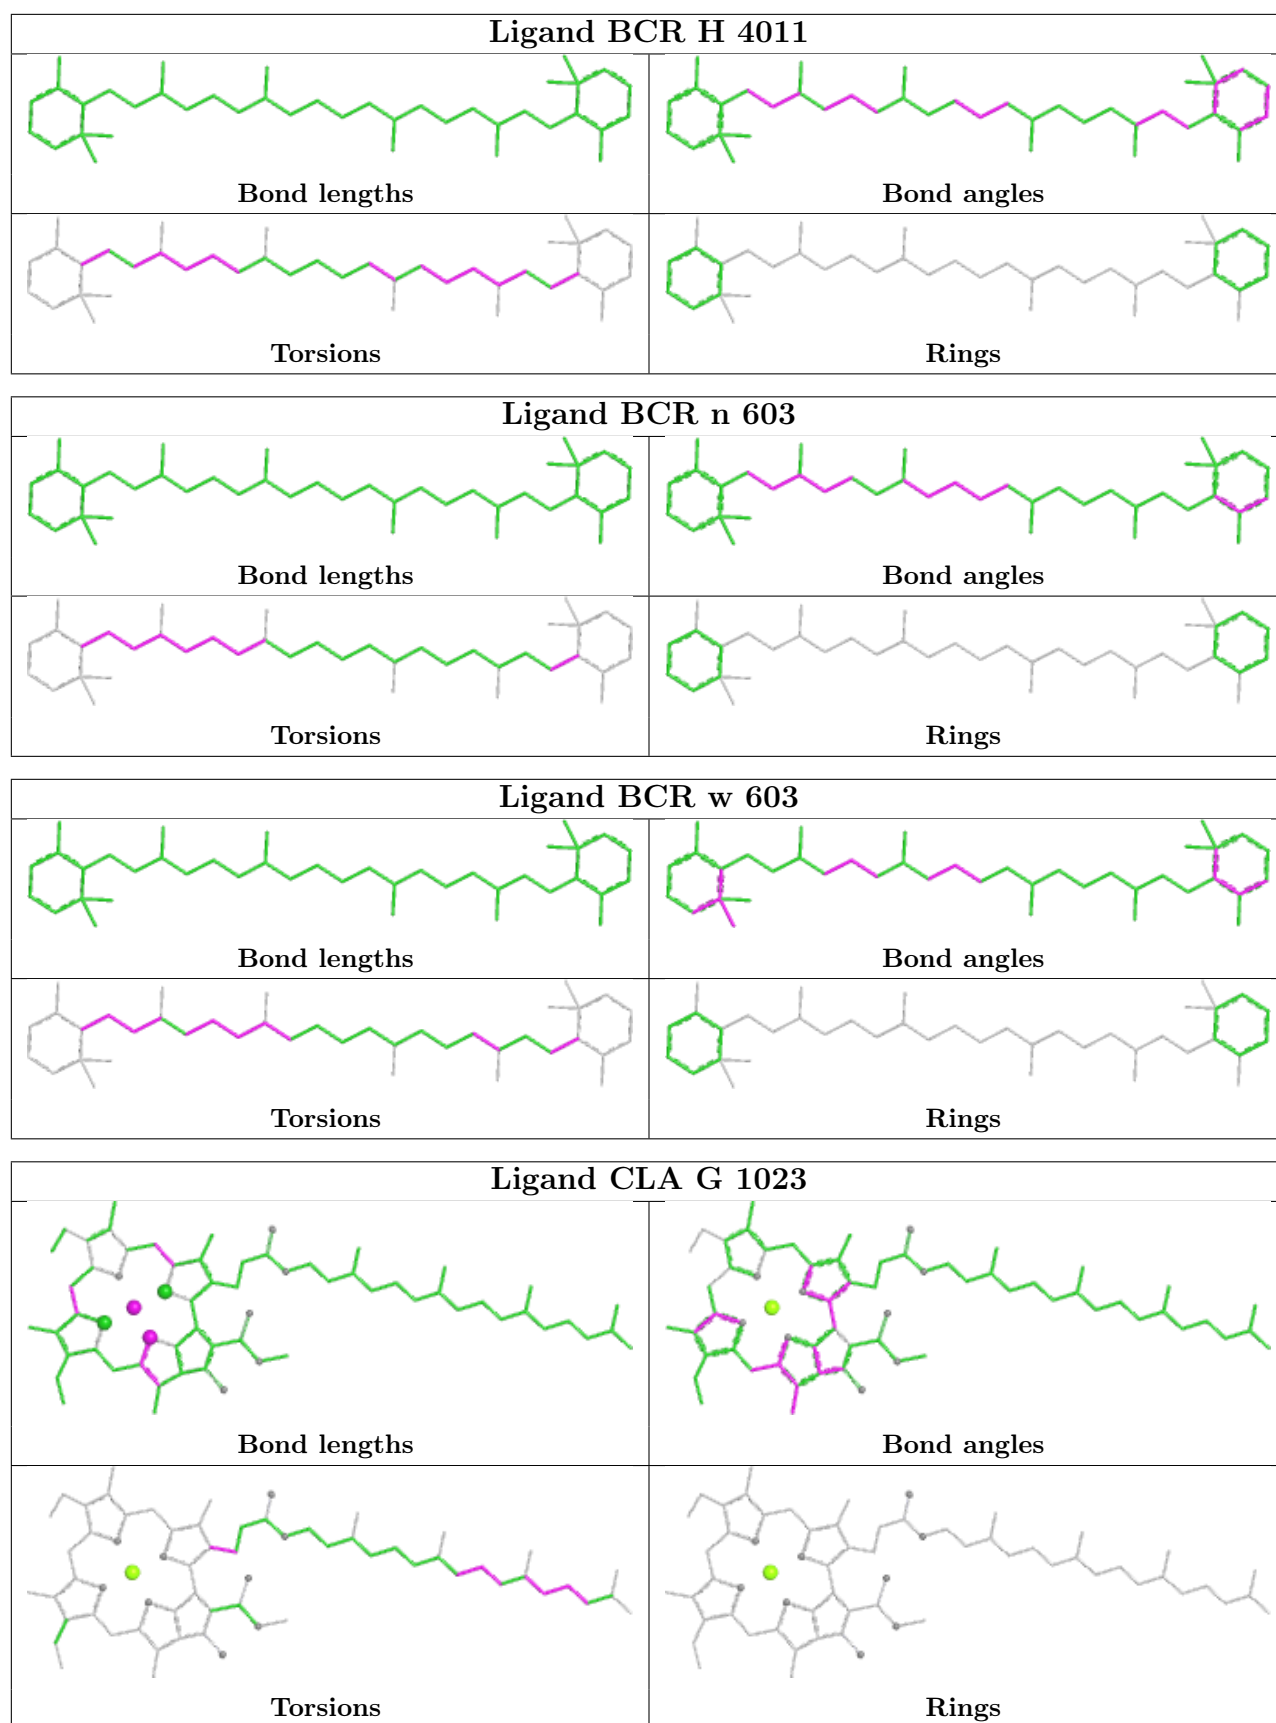 Ligand BCR H 4011
Bond lengths
Bond angles
Torsions
Rings
Ligand BCR n 603
Bond lengths
Bond angles
Torsions
Rings
Ligand BCR w 603
Bond lengths
Bond angles
Torsions
Rings
Ligand CLA G 1023
Bond lengths
Bond angles
Torsions
Rings